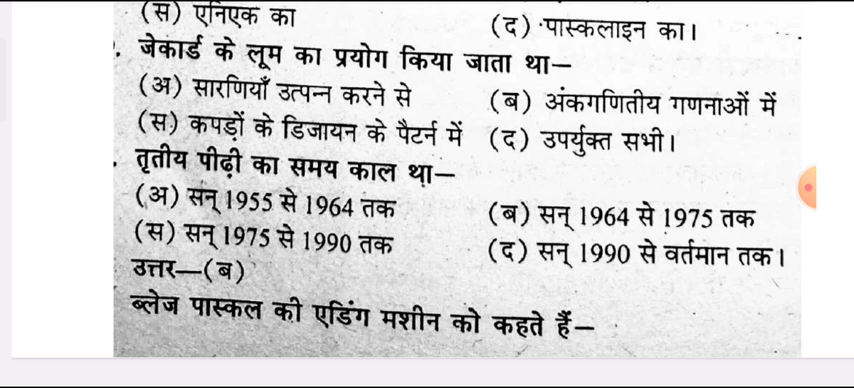 (स) एनिएक का (द) पास्कलाइन का।
जेकार्ड के लूम का प्रयोग किया जाता था—
(अ) सारणियाँ उत्पन्न करने से (ब) अंकगणितीय गणनाओं में
(स) कपड़ों के डिजायन के पैटर्न में (द) उपर्युक्त सभी।
तृतीय पीढ़ी का समय काल था—
(अ) सन् 1955 से 1964 तक (ब) सन् 1964 से 1975 तक
(स) सन् 1975 से 1990 तक (द) सन् 1990 से वर्तमान तक।
उत्तर—(ब)
ब्लेज पास्कल की एडिंग मशीन को कहते हैं—